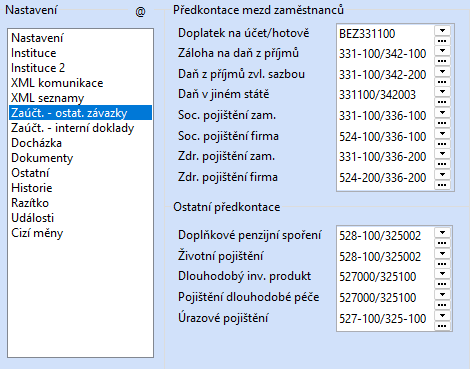 Nastavení @
Nastavení
Instituce
Instituce 2
XML komunikace
XML seznamy
Zaúčt. - ostat. závazky
Zaúčt. - interní doklady
Docházka
Dokumenty
Ostatní
Historie
Razítko
Události
Cizí měny
Předkontace mezd zaměstnanců
Doplatek na účet/hotově BEZ331100
Záloha na daň z příjmů 331-100/342-100
Daň z příjmů zvl. sazbou 331-100/342-200
Daň v jiném státě 331100/342003
Soc. pojištění zam. 331-100/336-100
Soc. pojištění firma 524-100/336-100
Zdr. pojištění zam. 331-100/336-200
Zdr. pojištění firma 524-200/336-200
Ostatní předkontace
Doplňkové penzijní spoření 528-100/325002
Životní pojištění 528-100/325002
Dlouhodobý inv. produkt 527000/325100
Pojištění dlouhodobé péče 527000/325100
Úrazové pojištění 527-100/325-100